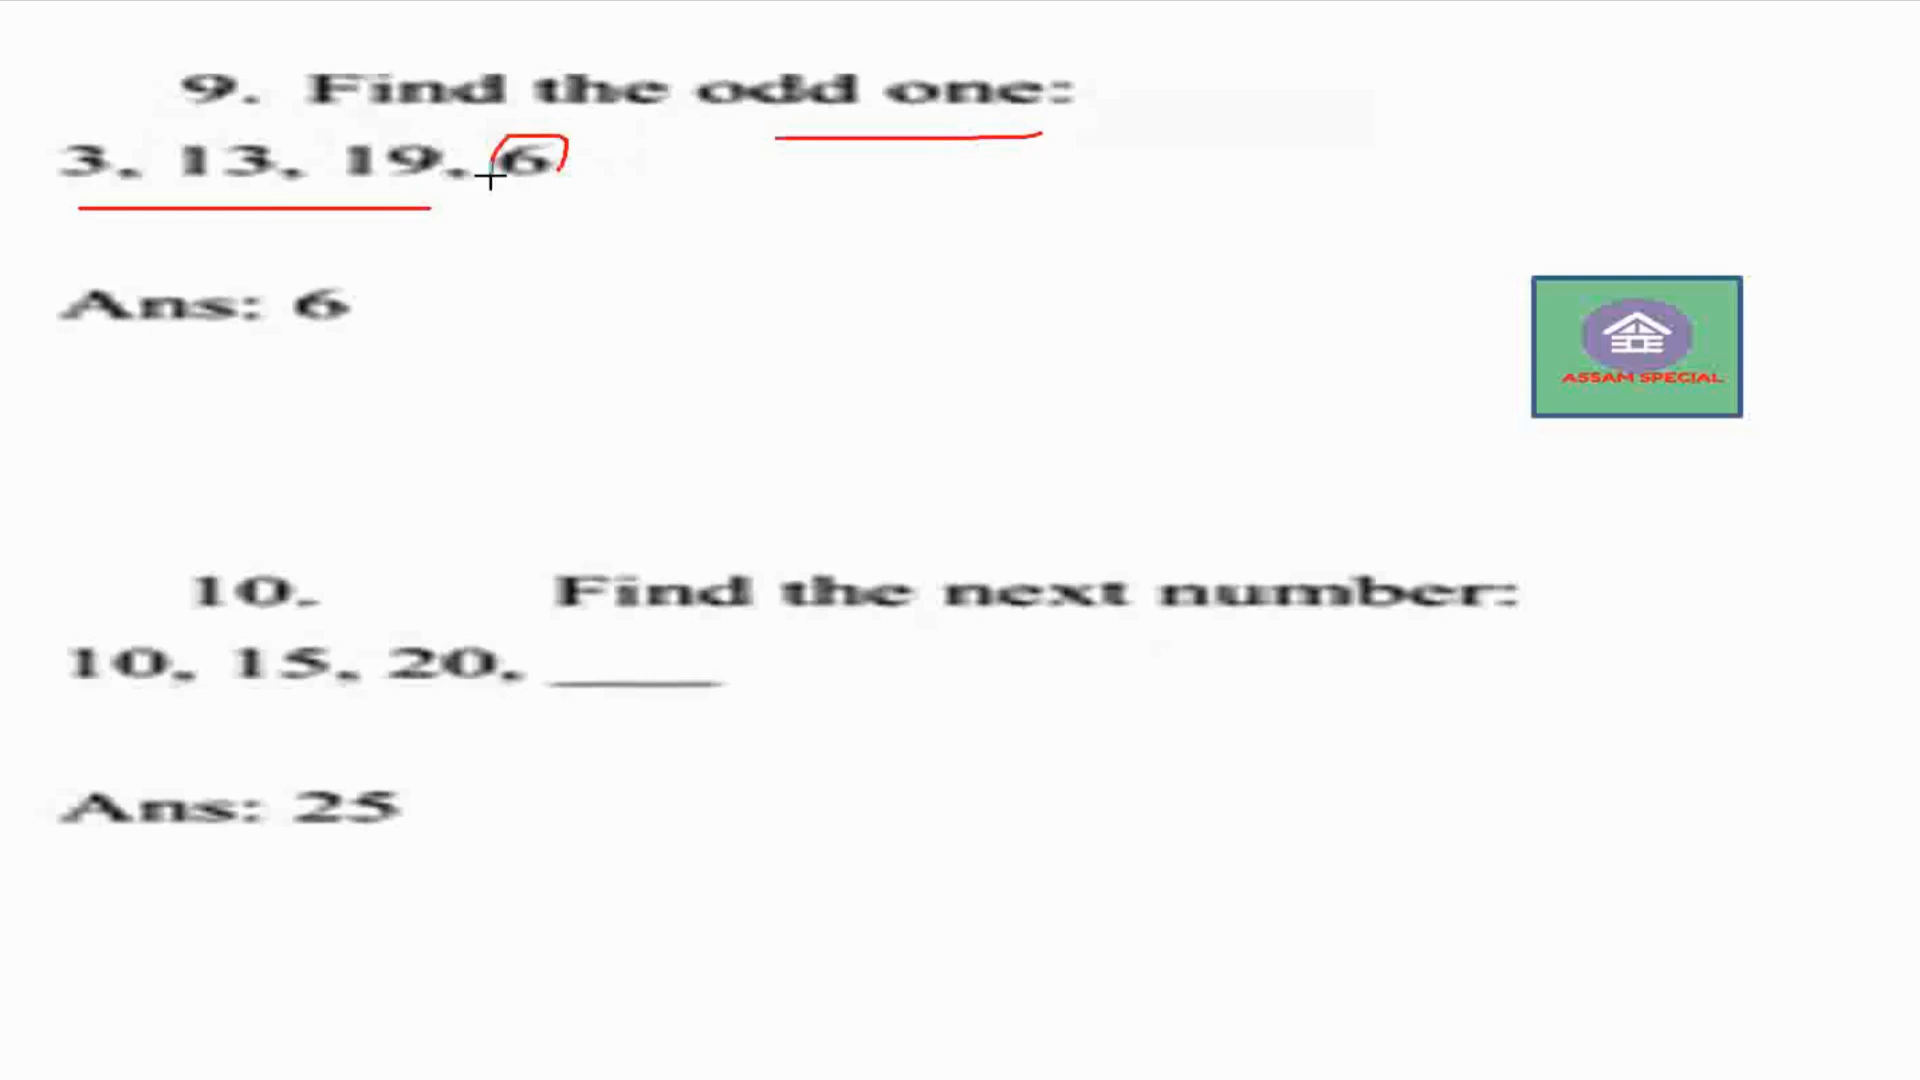 9. Find the odd one:
3, 13, 19, 6
Ans: 6
ASSAM SPECIAL
10. Find the next number:
10, 15, 20, ____
Ans: 25